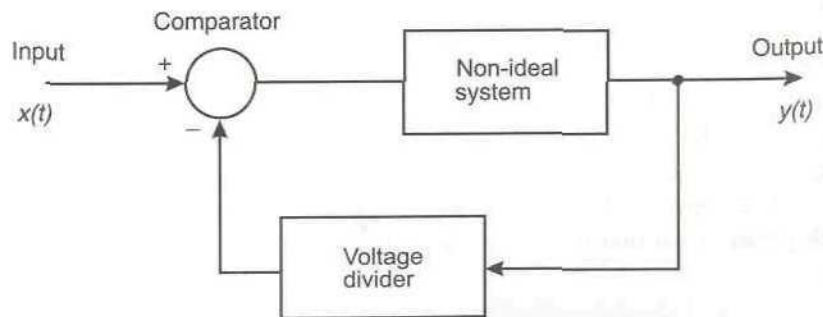 Comparator
Input
+
Non-ideal
system
Output
x(t)
−
y(t)
Voltage
divider